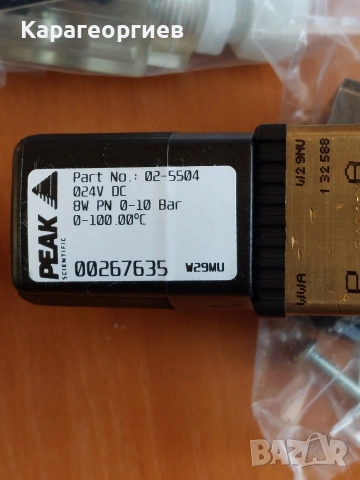 Карагеоргиев
Part No.: 02-5504
024V DC
8W PN 0-10 Bar
0-100.00°C
PEAK
SCIENTIFIC
00267635 W29MU
W29MU
132588
WWA
BAZAR